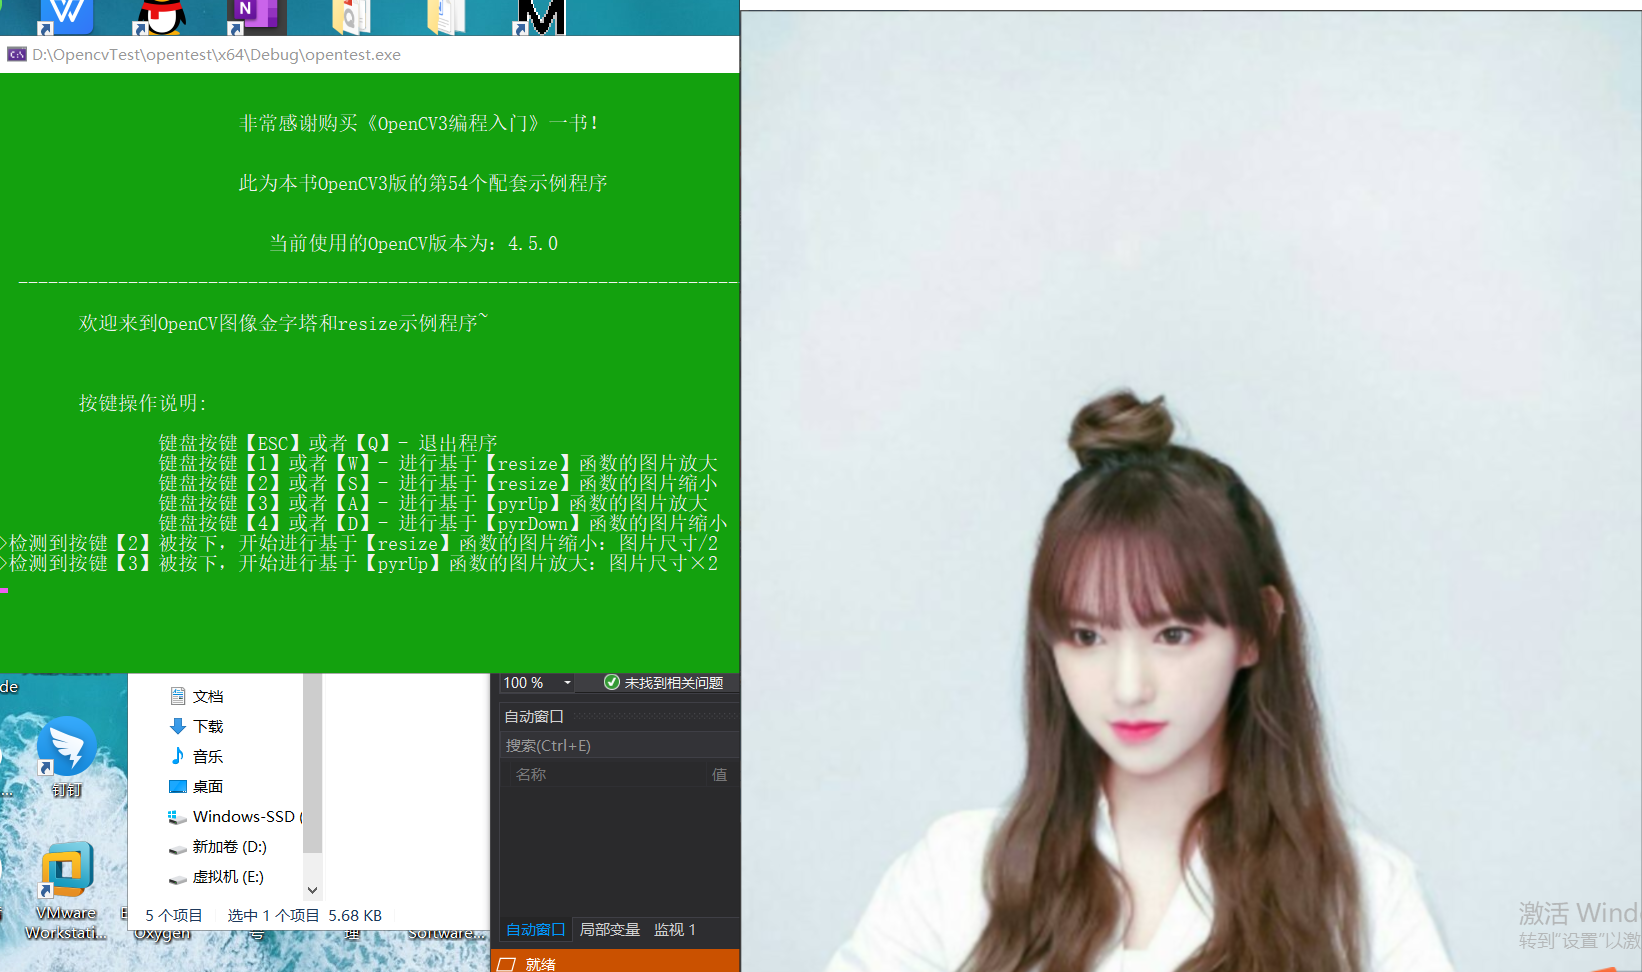 D:\OpencvTest\opentest\x64\Debug\opentest.exe
非常感谢购买《OpenCV3编程入门》一书!
此为本书OpenCV3版的第54个配套示例程序
当前使用的OpenCV版本为: 4.5.0
欢迎来到OpenCV图像金字塔和resize示例程序~
按键操作说明:
键盘按键【ESC】或者【Q】- 退出程序
键盘按键【1】或者【W】- 进行基于【resize】函数的图片放大
键盘按键【2】或者【S】- 进行基于【resize】函数的图片缩小
键盘按键【3】或者【A】- 进行基于【pyrUp】函数的图片放大
键盘按键【4】或者【D】- 进行基于【pyrDown】函数的图片缩小
>检测到按键【2】被按下, 开始进行基于【resize】函数的图片缩小: 图片尺寸/2
>检测到按键【3】被按下, 开始进行基于【pyrUp】函数的图片放大: 图片尺寸×2
de
钉钉
VMware
Workstati...
文档
下载
音乐
桌面
Windows-SSD (
新加卷 (D:)
虚拟机 (E:)
5 个项目 选中 1 个项目 5.68 KB
Oxygen
号
理
Software...
100 %
未找到相关问题
自动窗口
搜索(Ctrl+E)
名称 值
自动窗口 局部变量 监视 1
就绪
激活 Wind
转到"设置"以激